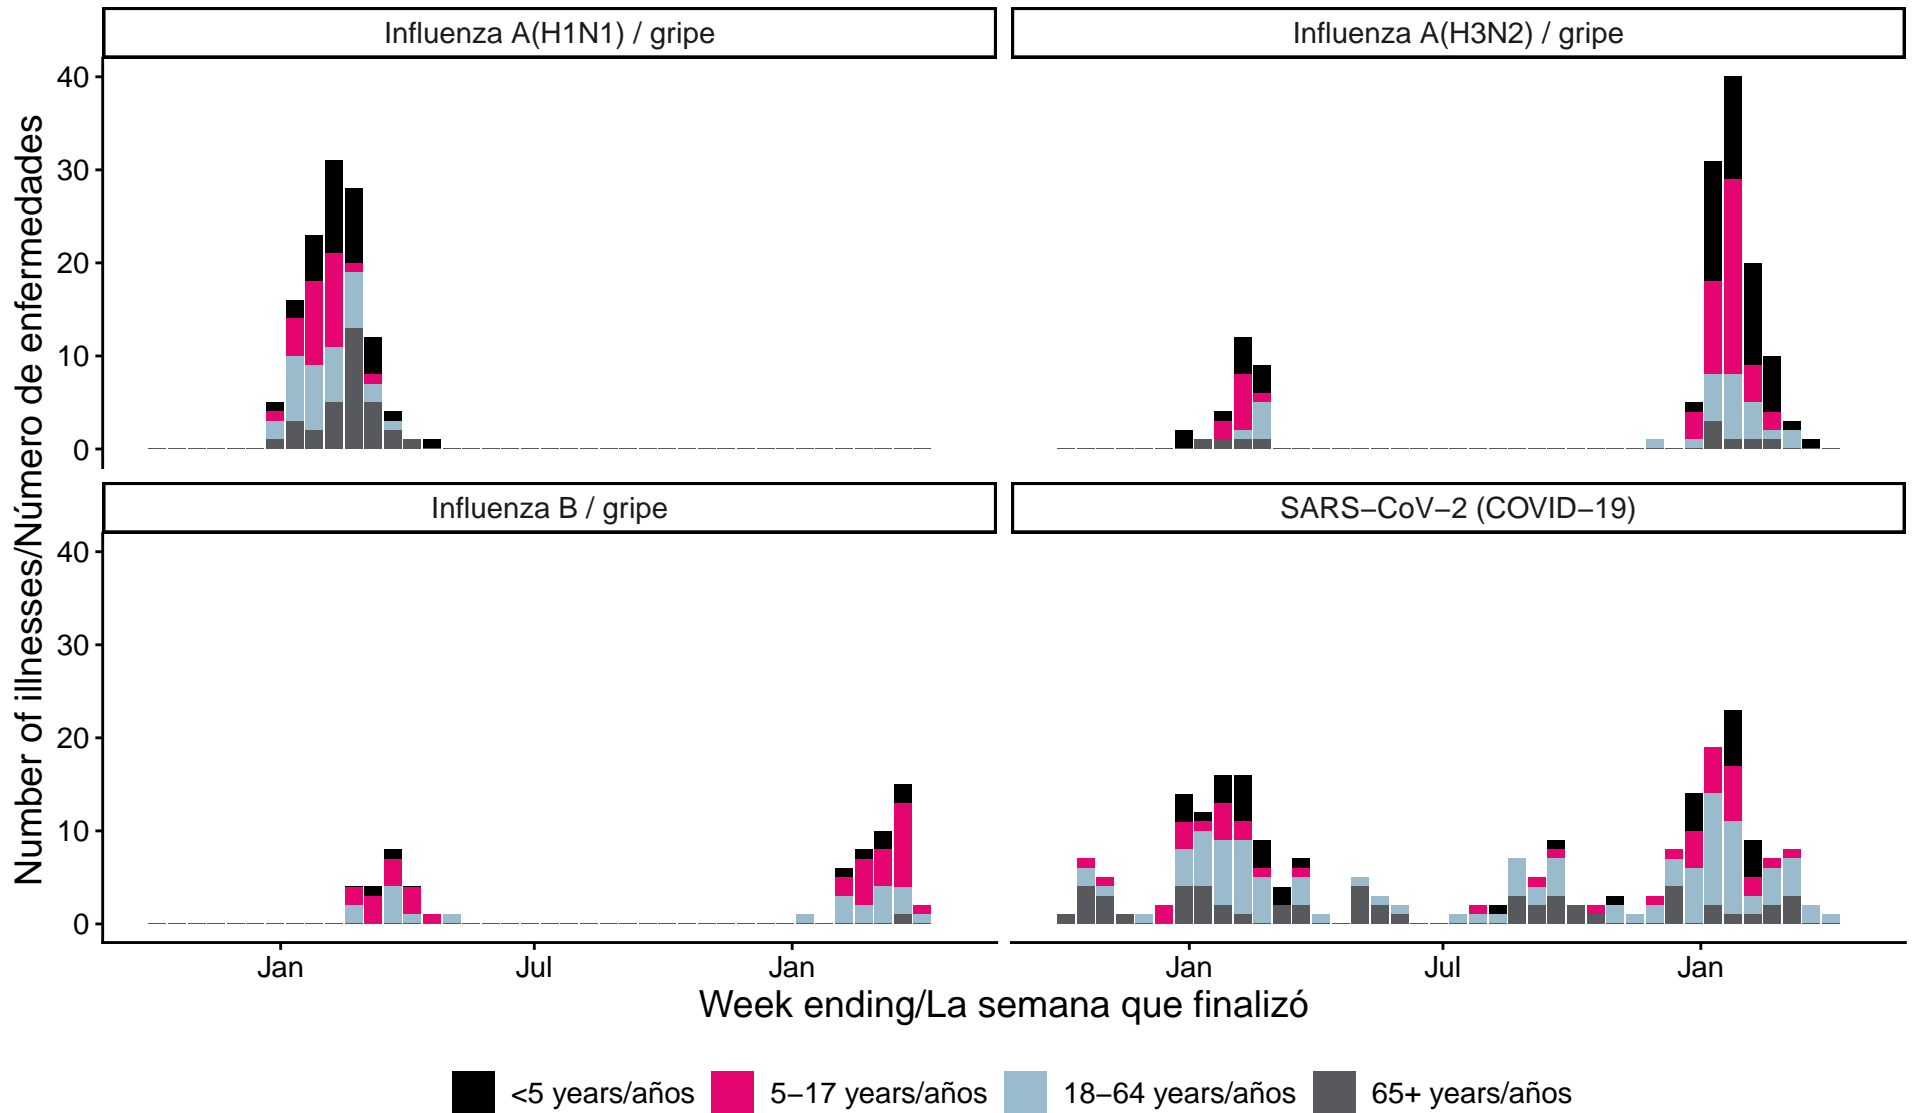 Influenza A(H1N1) / gripe
Influenza A(H3N2) / gripe
40
30
20
10
0
Influenza B / gripe
SARS−CoV−2 (COVID−19)
40
30
20
10
0
Number of illnesses/Número de enfermedades
Jan Jul Jan
Jan Jul Jan
Week ending/La semana que finalizó
<5 years/años 5−17 years/años 18−64 years/años 65+ years/años